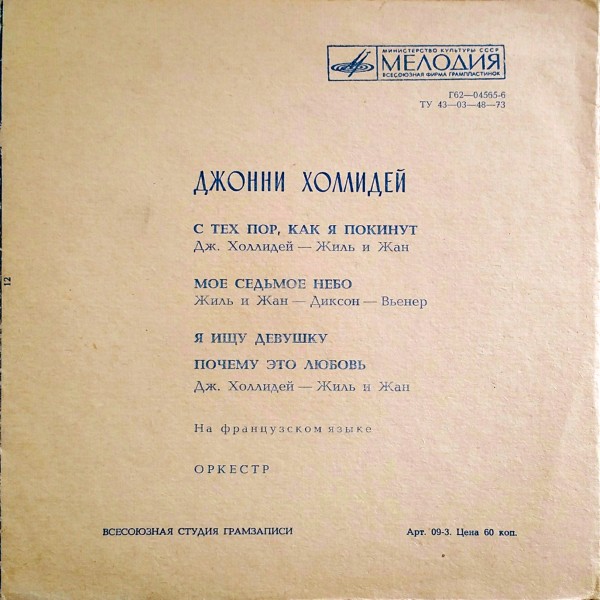 МИНИСТЕРСТВО КУЛЬТУРЫ СССР
МЕЛОДИЯ
ВСЕСОЮЗНАЯ ФИРМА ГРАМПЛАСТИНОК
Г62—04565-6
ТУ 43—03—48—73
ДЖОННИ ХОЛЛИДЕЙ
С ТЕХ ПОР, КАК Я ПОКИНУТ
Дж. Холлидей — Жиль и Жан
МОЕ СЕДЬМОЕ НЕБО
Жиль и Жан — Диксон — Вьенер
Я ИЩУ ДЕВУШКУ
ПОЧЕМУ ЭТО ЛЮБОВЬ
Дж. Холлидей — Жиль и Жан
На французском языке
ОРКЕСТР
12
ВСЕСОЮЗНАЯ СТУДИЯ ГРАМЗАПИСИ
Арт. 09-3. Цена 60 коп.